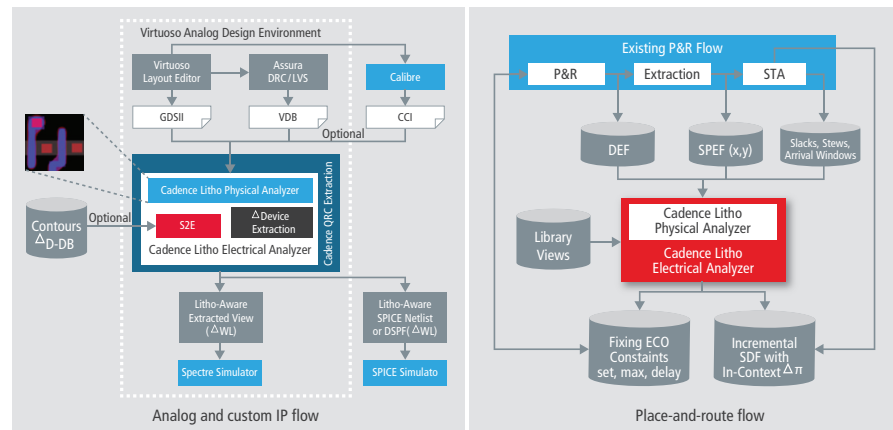 Virtuoso Analog Design Environment
Virtuoso
Layout Editor
Assura
DRC/LVS
Calibre
GDSII
VDB
CCI
Optional
Cadence Litho Physical Analyzer
S2E
ΔDevice
Extraction
Cadence Litho Electrical Analyzer
Cadence QRC Extraction
Optional
Contours
ΔD-DB
Litho-Aware
Extracted View
(ΔWL)
Litho-Aware
SPICE Netlist
or DSPF(ΔWL)
Spectre Simulator
SPICE Simulato
Analog and custom IP flow
Existing P&R Flow
P&R
Extraction
STA
DEF
SPEF (x,y)
Slacks, Stews,
Arrival Windows
Cadence Litho
Physical Analyzer
Cadence Litho
Electrical Analyzer
Library
Views
Fixing ECO
Constaints
set, max, delay
Incremental
SDF with
In-Context Δπ
Place-and-route flow